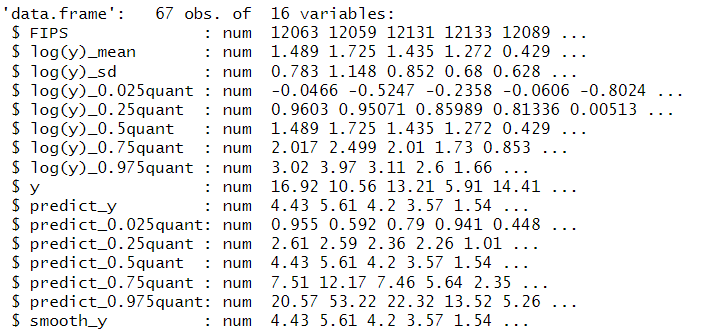 'data.frame':   67 obs. of  16 variables:
 $ FIPS             : num  12063 12059 12131 12133 12089 ...
 $ log(y)_mean      : num  1.489 1.725 1.435 1.272 0.429 ...
 $ log(y)_sd        : num  0.783 1.148 0.852 0.68 0.628 ...
 $ log(y)_0.025quant: num  -0.0466 -0.5247 -0.2358 -0.0606 -0.8024 ...
 $ log(y)_0.25quant : num  0.9603 0.95071 0.85989 0.81336 0.00513 ...
 $ log(y)_0.5quant  : num  1.489 1.725 1.435 1.272 0.429 ...
 $ log(y)_0.75quant : num  2.017 2.499 2.01 1.73 0.853 ...
 $ log(y)_0.975quant: num  3.02 3.97 3.11 2.6 1.66 ...
 $ y                : num  16.92 10.56 13.21 5.91 14.41 ...
 $ predict_y        : num  4.43 5.61 4.2 3.57 1.54 ...
 $ predict_0.025quant: num  0.955 0.592 0.79 0.941 0.448 ...
 $ predict_0.25quant : num  2.61 2.59 2.36 2.26 1.01 ...
 $ predict_0.5quant  : num  4.43 5.61 4.2 3.57 1.54 ...
 $ predict_0.75quant : num  7.51 12.17 7.46 5.64 2.35 ...
 $ predict_0.975quant: num  20.57 53.22 22.32 13.52 5.26 ...
 $ smooth_y         : num  4.43 5.61 4.2 3.57 1.54 ...